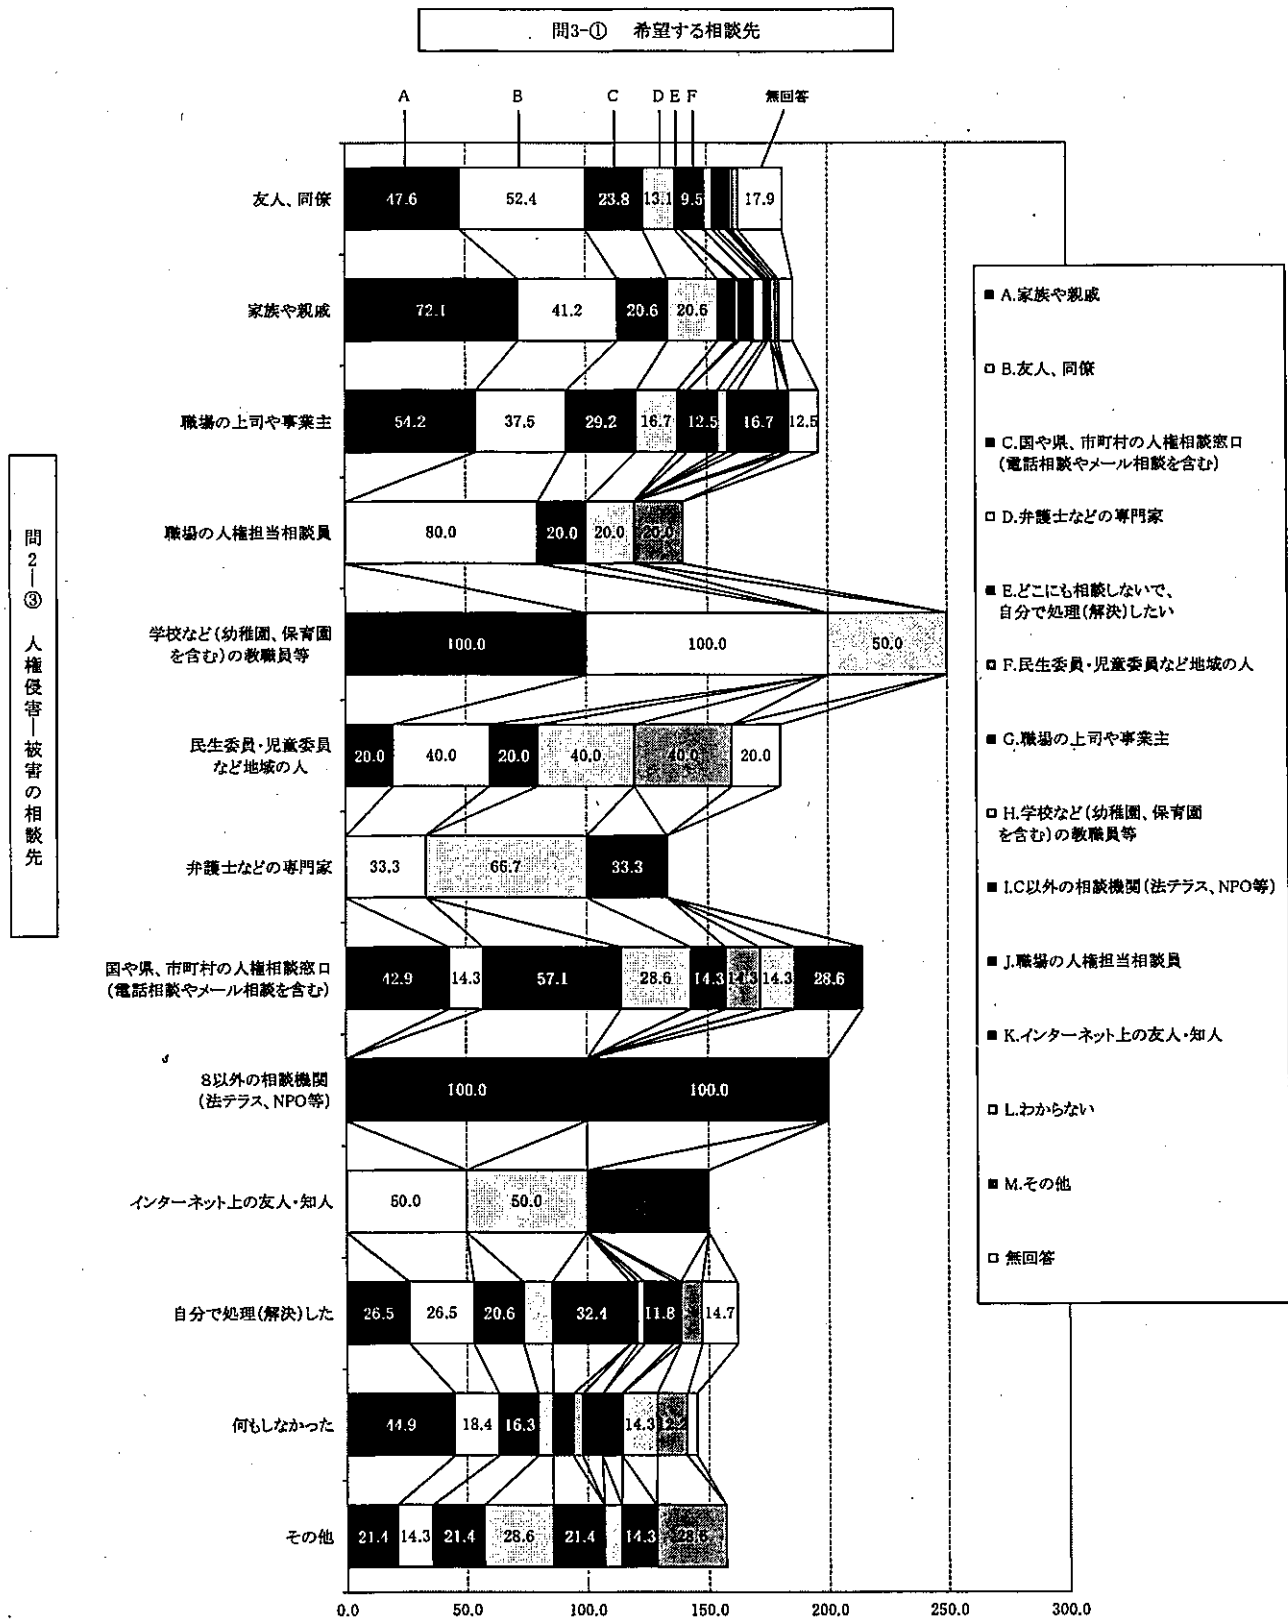 問3-① 希望する相談先
A B C D E F 無回答
友人、同僚 47.6 52.4 23.8 13.1 9.5 17.9
家族や親戚 72.1 41.2 20.6 20.6
職場の上司や事業主 54.2 37.5 29.2 16.7 12.5 16.7 12.5
職場の人権担当相談員 80.0 20.0 20.0 20.0
学校など(幼稚園、保育園
を含む)の教職員等 100.0 100.0 50.0
民生委員・児童委員
など地域の人 20.0 40.0 20.0 40.0 40.0 20.0
弁護士などの専門家 33.3 66.7 33.3
国や県、市町村の人権相談窓口
(電話相談やメール相談を含む) 42.9 14.3 57.1 28.6 14.3 14.3 14.3 28.6
8以外の相談機関
(法テラス、NPO等) 100.0 100.0
インターネット上の友人・知人 50.0 50.0
自分で処理(解決)した 26.5 26.5 20.6 32.4 11.8 14.7
何もしなかった 44.9 18.4 16.3 14.3 12.2
その他 21.4 14.3 21.4 28.6 21.4 14.3 28.6
0.0 50.0 100.0 150.0 200.0 250.0 300.0
問2―③ 人権侵害―被害の相談先
A.家族や親戚
B.友人、同僚
C.国や県、市町村の人権相談窓口
(電話相談やメール相談を含む)
D.弁護士などの専門家
E.どこにも相談しないで、
自分で処理(解決)したい
F.民生委員・児童委員など地域の人
G.職場の上司や事業主
H.学校など(幼稚園、保育園
を含む)の教職員等
I.C以外の相談機関(法テラス、NPO等)
J.職場の人権担当相談員
K.インターネット上の友人・知人
L.わからない
M.その他
無回答